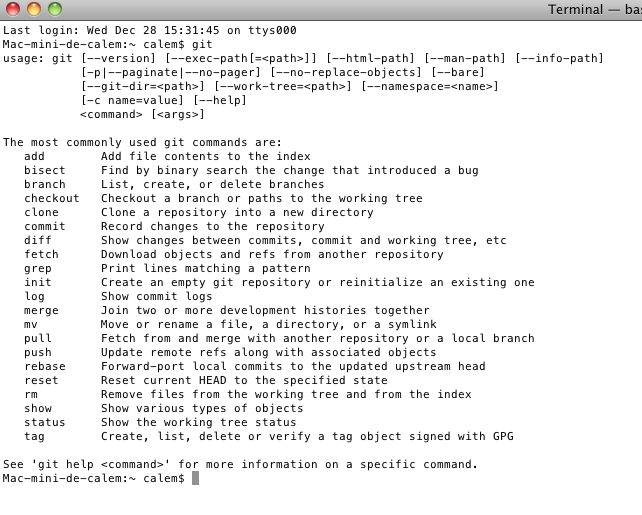 Terminal — bas
Last login: Wed Dec 28 15:31:45 on ttys000
Mac-mini-de-calem:~ calem$ git
usage: git [--version] [--exec-path[=<path>]] [--html-path] [--man-path] [--info-path]
           [-p|--paginate|--no-pager] [--no-replace-objects] [--bare]
           [--git-dir=<path>] [--work-tree=<path>] [--namespace=<name>]
           [-c name=value] [--help]
           <command> [<args>]

The most commonly used git commands are:
   add        Add file contents to the index
   bisect     Find by binary search the change that introduced a bug
   branch     List, create, or delete branches
   checkout   Checkout a branch or paths to the working tree
   clone      Clone a repository into a new directory
   commit     Record changes to the repository
   diff       Show changes between commits, commit and working tree, etc
   fetch      Download objects and refs from another repository
   grep       Print lines matching a pattern
   init       Create an empty git repository or reinitialize an existing one
   log        Show commit logs
   merge      Join two or more development histories together
   mv         Move or rename a file, a directory, or a symlink
   pull       Fetch from and merge with another repository or a local branch
   push       Update remote refs along with associated objects
   rebase     Forward-port local commits to the updated upstream head
   reset      Reset current HEAD to the specified state
   rm         Remove files from the working tree and from the index
   show       Show various types of objects
   status     Show the working tree status
   tag        Create, list, delete or verify a tag object signed with GPG

See 'git help <command>' for more information on a specific command.
Mac-mini-de-calem:~ calem$